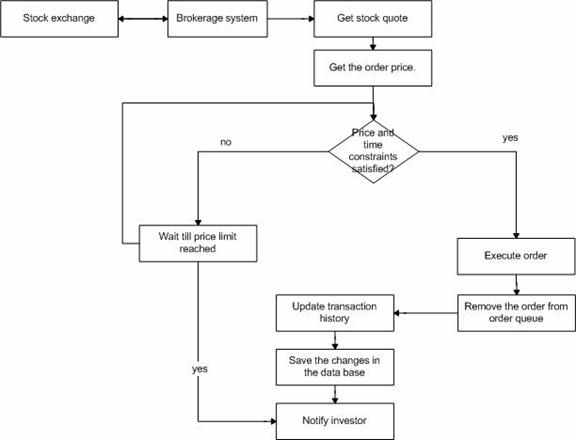 Stock exchange
Brokerage system
Get stock quote
Get the order price.
Price and
time
constraints
satisfied?
no
yes
Wait till price limit
reached
Execute order
Update transaction
history
Remove the order from
order queue
Save the changes in
the data base
yes
Notify investor